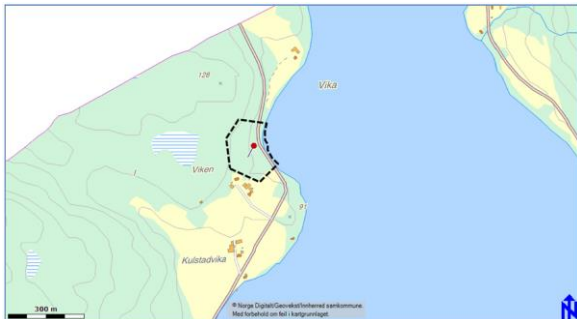 128
Vika
Viken
91
Kulstadvika
300 m
© Norge Digitalt/Geovekst/Innherred samkommune.
Med forbehold om feil i kartgrunnlaget.
N